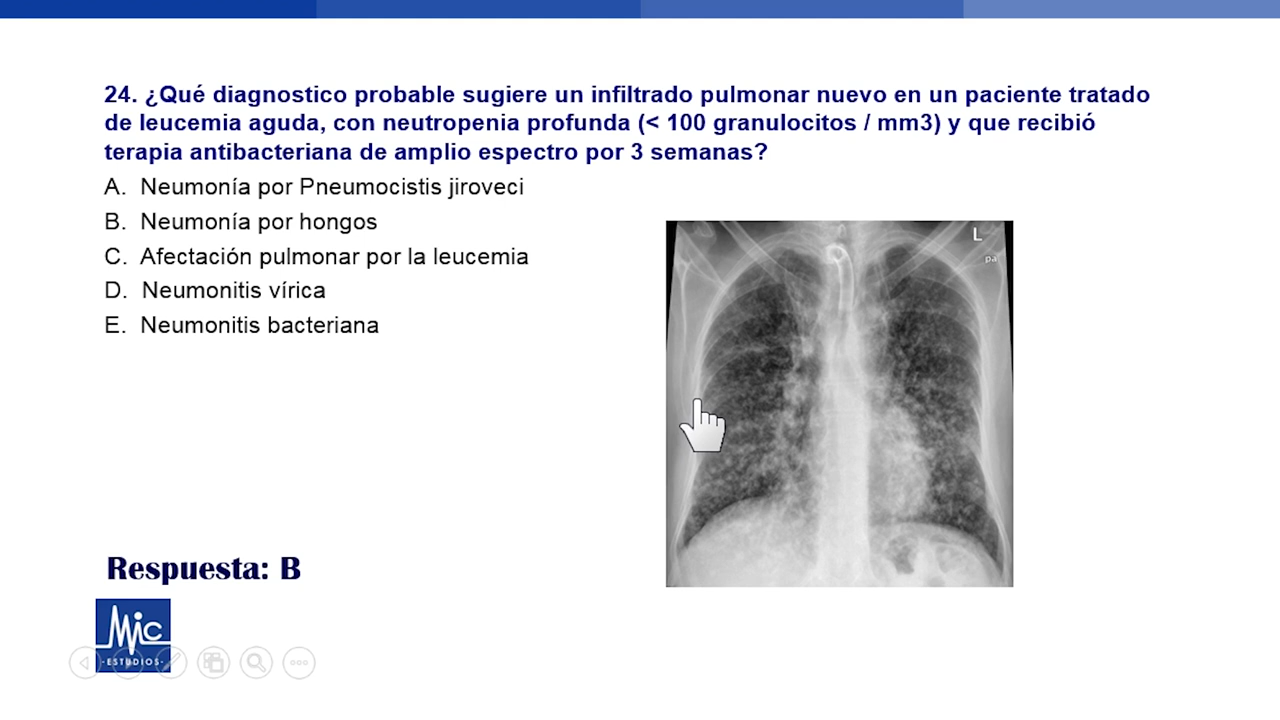 24. ¿Qué diagnostico probable sugiere un infiltrado pulmonar nuevo en un paciente tratado
de leucemia aguda, con neutropenia profunda (< 100 granulocitos / mm3) y que recibió
terapia antibacteriana de amplio espectro por 3 semanas?
A. Neumonía por Pneumocistis jiroveci
B. Neumonía por hongos
C. Afectación pulmonar por la leucemia
D. Neumonitis vírica
E. Neumonitis bacteriana
L
pa
Respuesta: B
Mic
-ESTUDIOS-